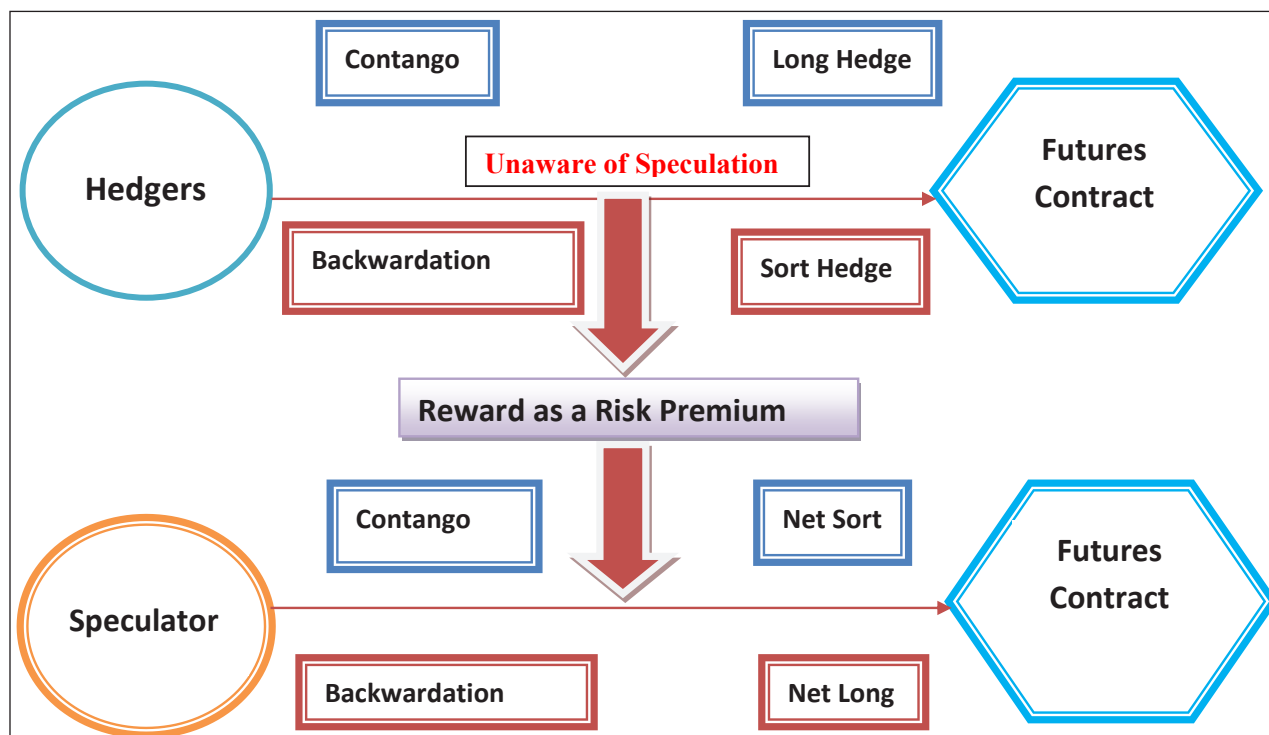 Contango
Long Hedge
Hedgers
Unaware of Speculation
Futures
Contract
Backwardation
Sort Hedge
Reward as a Risk Premium
Contango
Net Sort
Speculator
Futures
Contract
Backwardation
Net Long